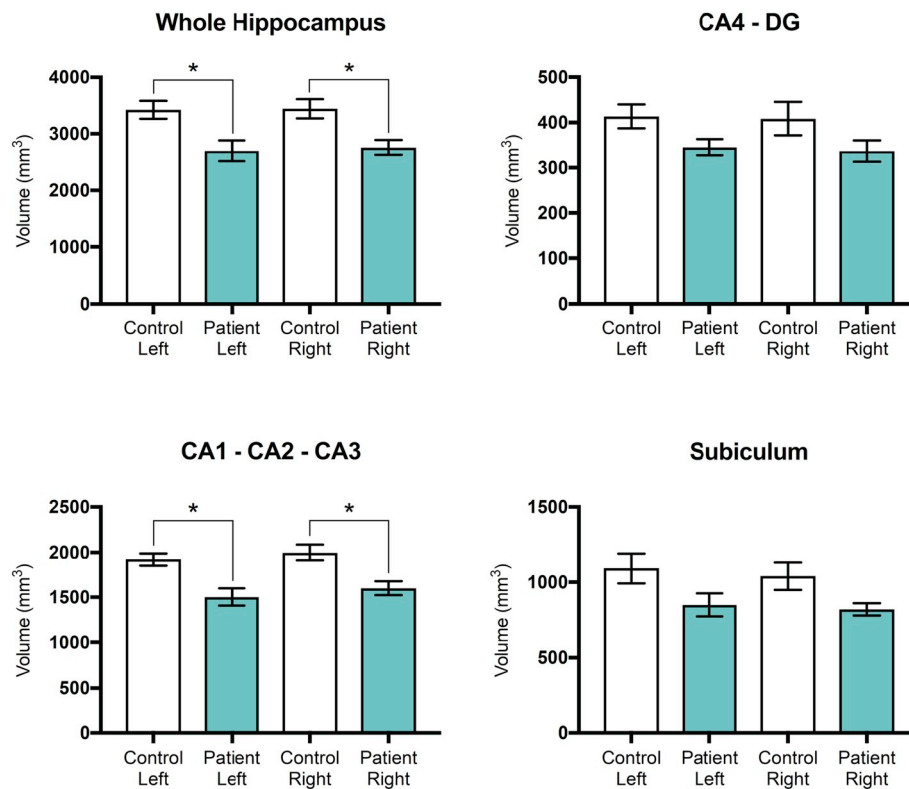 Whole Hippocampus
*
*
4000
3000
2000
1000
0
Volume (mm³)
Control Left
Patient Left
Control Right
Patient Right
CA4 - DG
500
400
300
200
100
0
Volume (mm³)
Control Left
Patient Left
Control Right
Patient Right
CA1 - CA2 - CA3
*
*
2500
2000
1500
1000
500
0
Volume (mm³)
Control Left
Patient Left
Control Right
Patient Right
Subiculum
1500
1000
500
0
Volume (mm³)
Control Left
Patient Left
Control Right
Patient Right